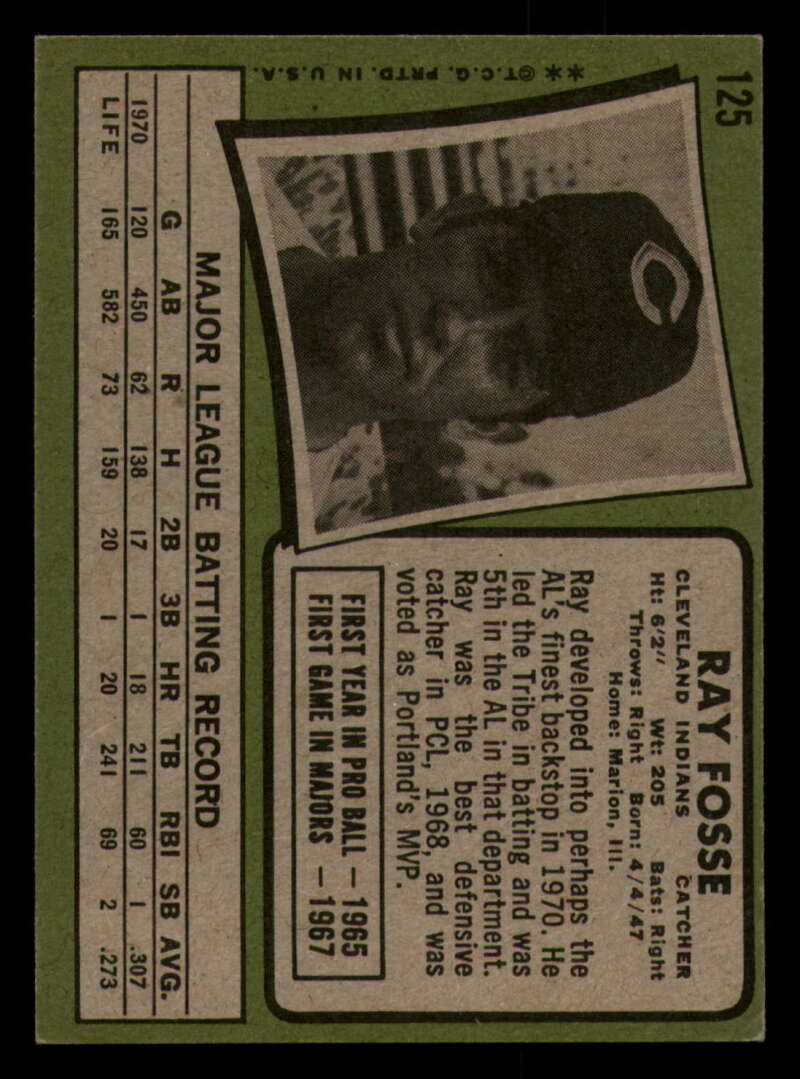 125
** @T.C.G. PRTD. IN U.S.A.
C
RAY FOSSE
CLEVELAND INDIANS CATCHER
Ht: 6'2" Wt: 205 Bats: Right
Throws: Right Born: 4/4/47
Home: Marion, Ill.
Ray developed into perhaps the
AL's finest backstop in 1970. He
led the Tribe in batting and was
5th in the AL in that department.
Ray was the best defensive
catcher in PCL, 1968, and was
voted as Portland's MVP.
FIRST YEAR IN PRO BALL — 1965
FIRST GAME IN MAJORS — 1967
MAJOR LEAGUE BATTING RECORD
G AB R H 2B 3B HR TB RBI SB AVG.
1970 120 450 62 138 17 1 18 211 60 1 .307
LIFE 165 582 73 159 20 1 20 241 69 2 .273